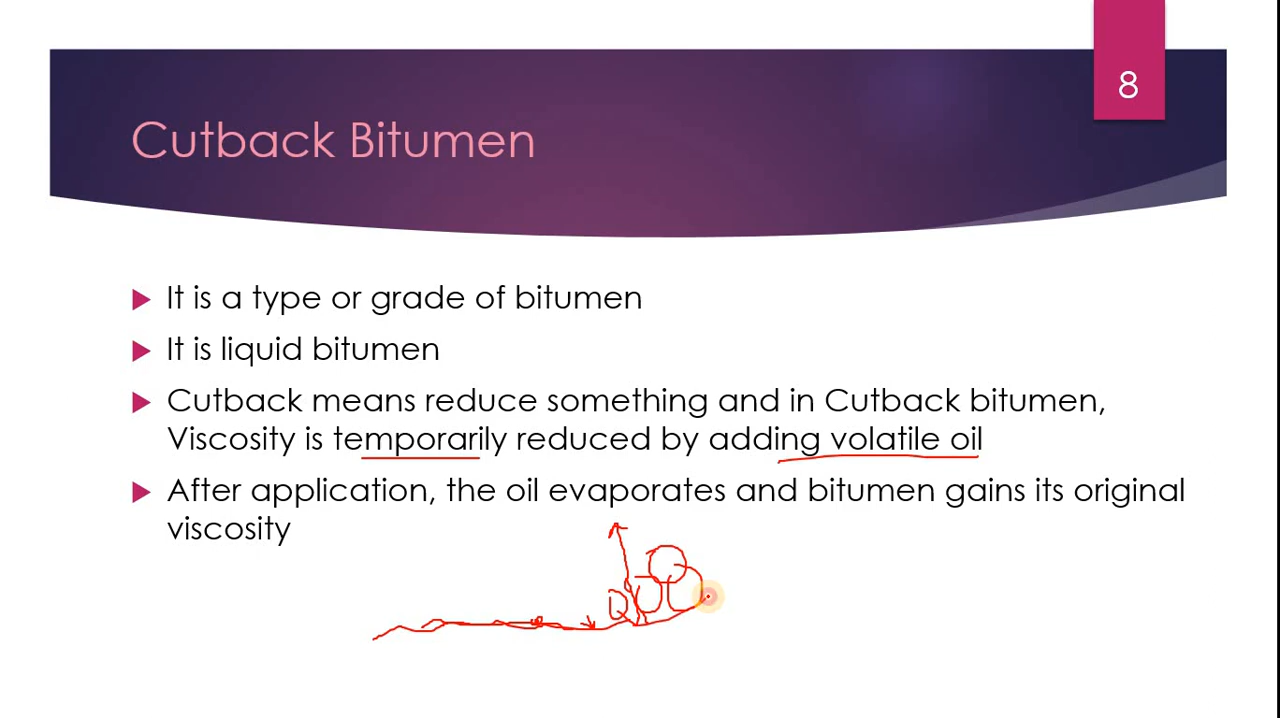 8
Cutback Bitumen
It is a type or grade of bitumen
It is liquid bitumen
Cutback means reduce something and in Cutback bitumen,
Viscosity is temporarily reduced by adding volatile oil
After application, the oil evaporates and bitumen gains its original
viscosity